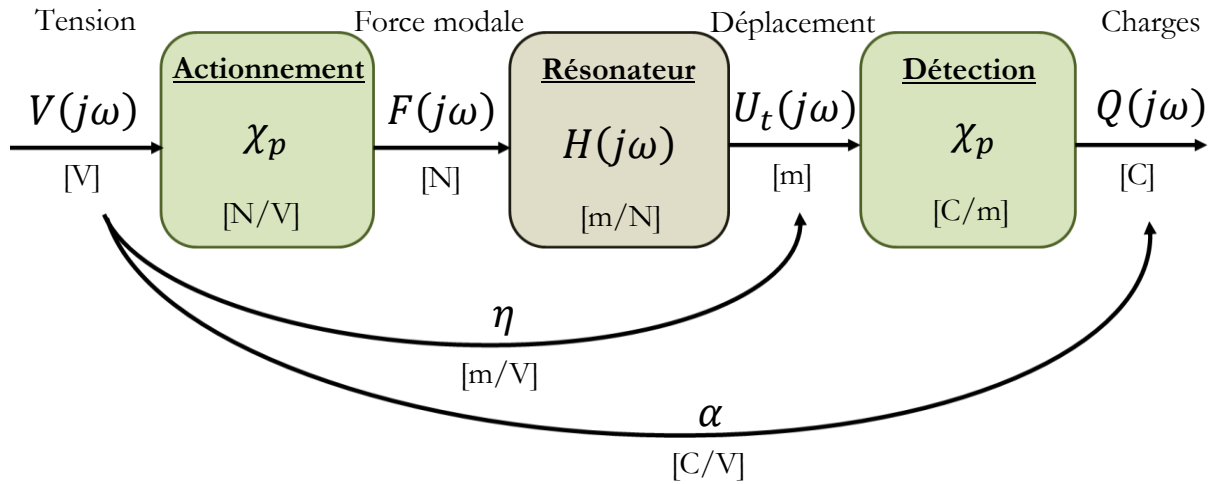 Tension
Force modale
Déplacement
Charges
Actionnement
Résonateur
Détection
V(jω)
χₚ
F(jω)
H(jω)
Uₜ(jω)
χₚ
Q(jω)
[V]
[N/V]
[N]
[m/N]
[m]
[C/m]
[C]
η
[m/V]
α
[C/V]